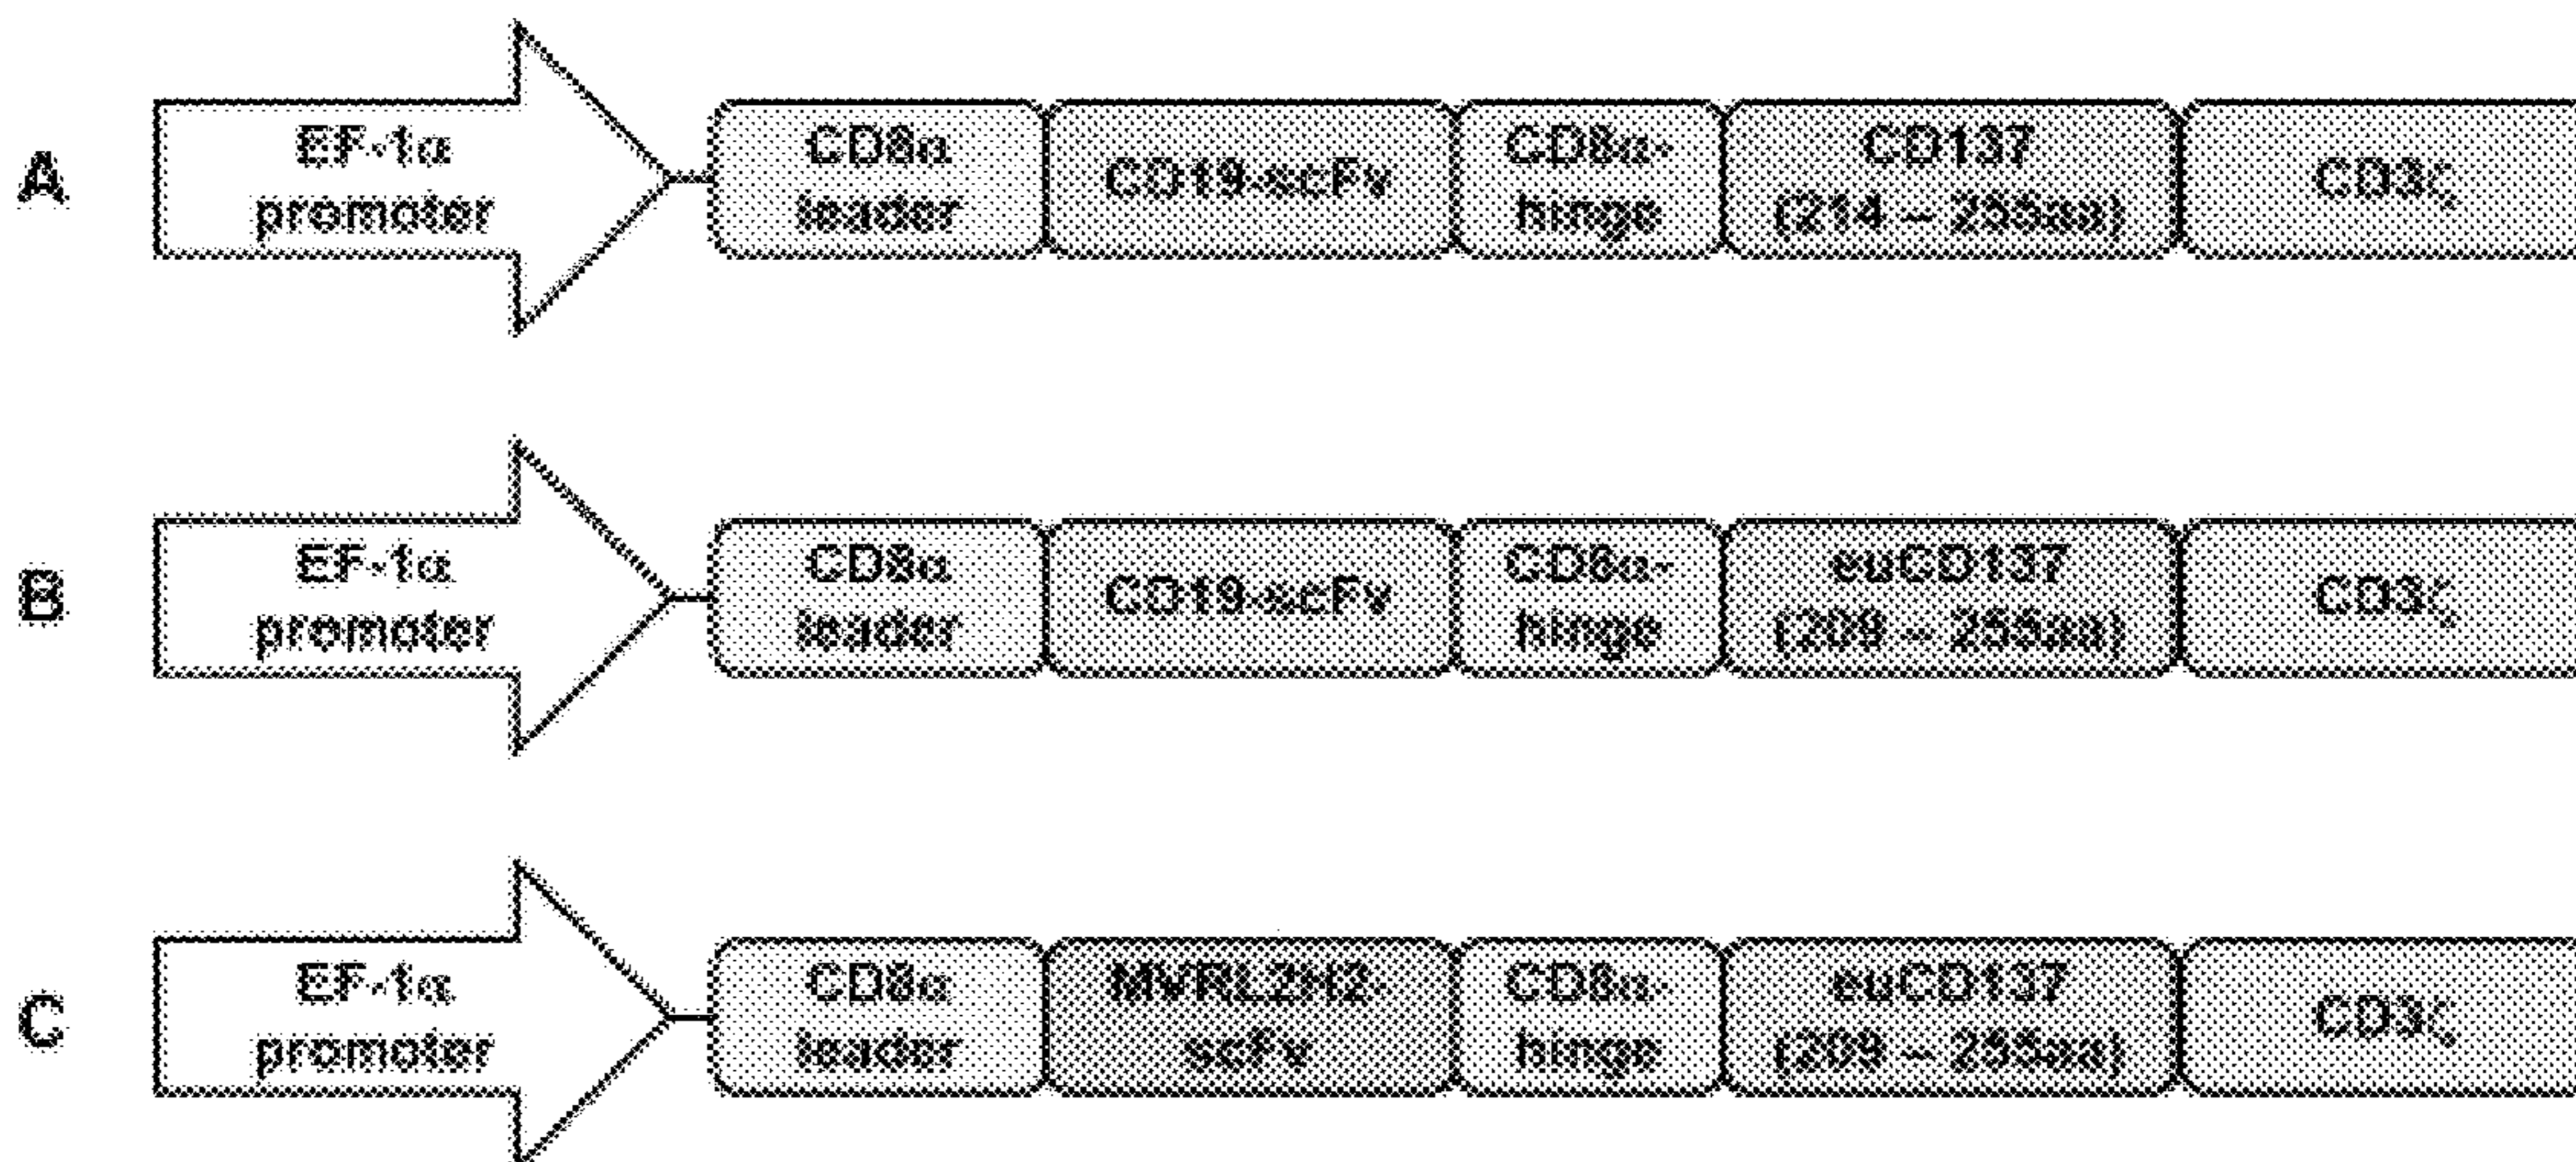 A
EF-1α
promoter
CD8α
leader
CD19-scFv
CD8α-
hinge
CD137
(214 – 255aa)
CD3ζ
B
EF-1α
promoter
CD8α
leader
CD19-scFv
CD8α-
hinge
euCD137
(209 – 255aa)
CD3ζ
C
EF-1α
promoter
CD8α
leader
MVRL2H2-
scFv
CD8α-
hinge
euCD137
(209 – 255aa)
CD3ζ